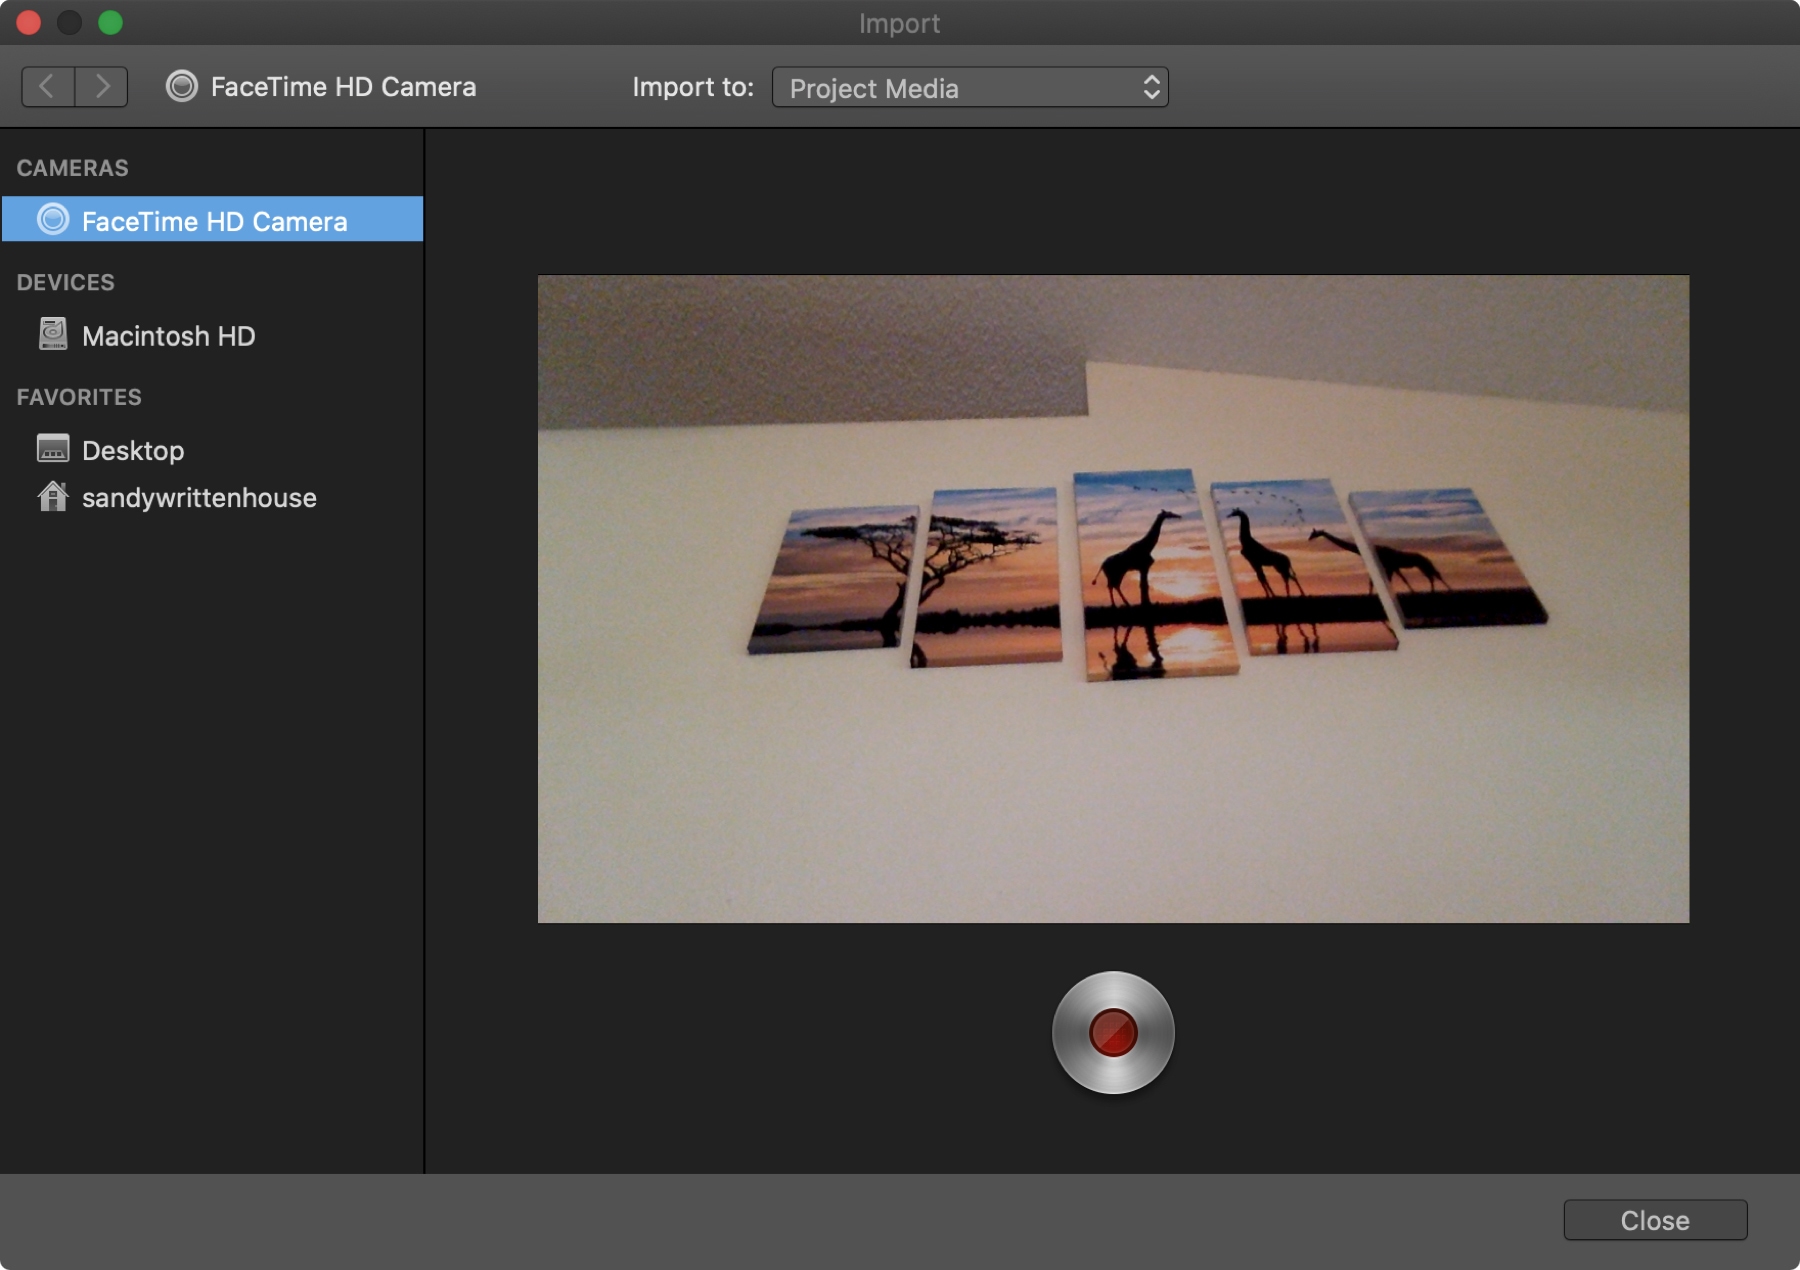 Import
FaceTime HD Camera
Import to:
Project Media
CAMERAS
FaceTime HD Camera
DEVICES
Macintosh HD
FAVORITES
Desktop
sandywrittenhouse
Close